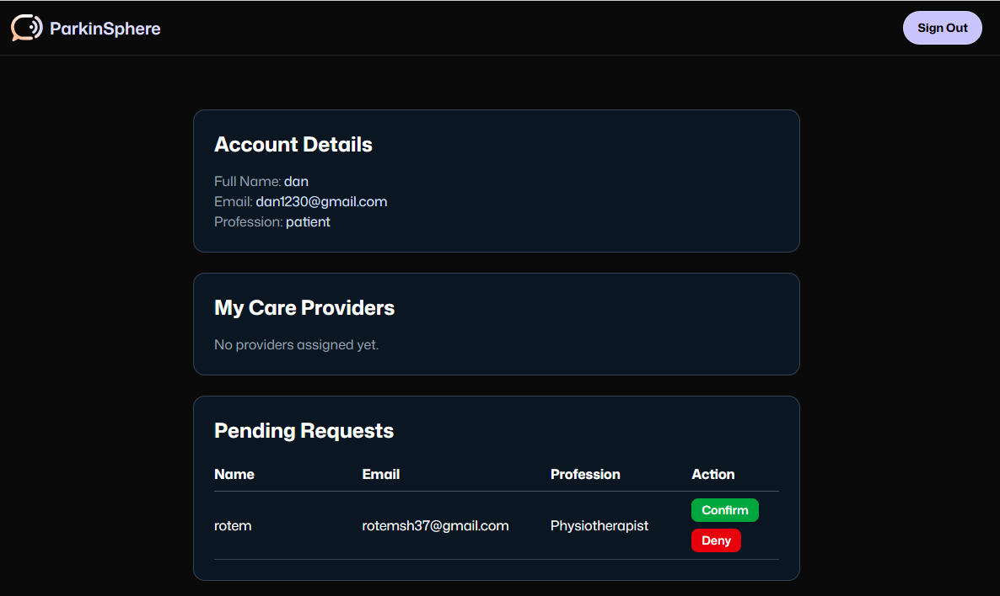 ParkinSphere
Sign Out
Account Details
Full Name: dan
Email: dan1230@gmail.com
Profession: patient
My Care Providers
No providers assigned yet.
Pending Requests
Name Email Profession Action
rotem rotemsh37@gmail.com Physiotherapist Confirm
Deny